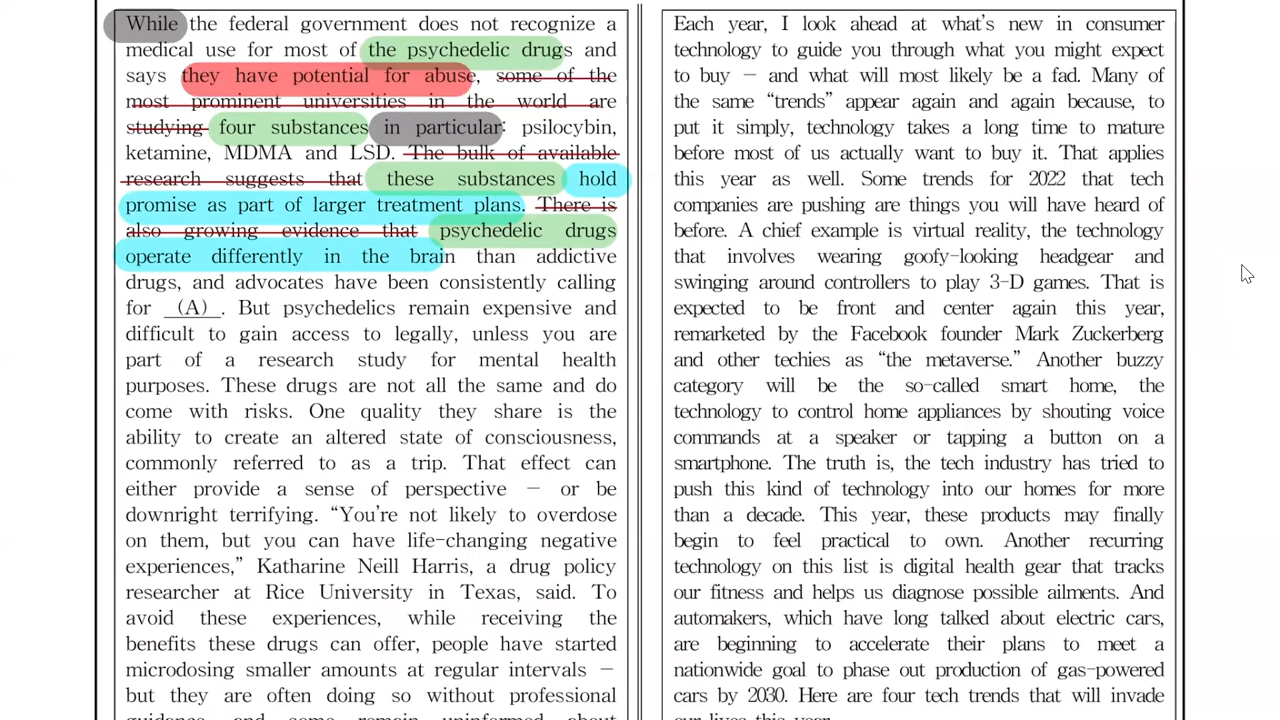 While the federal government does not recognize a
medical use for most of the psychedelic drugs and
says they have potential for abuse, some of the
most prominent universities in the world are
studying four substances in particular: psilocybin,
ketamine, MDMA and LSD. The bulk of available
research suggests that these substances hold
promise as part of larger treatment plans. There is
also growing evidence that psychedelic drugs
operate differently in the brain than addictive
drugs, and advocates have been consistently calling
for (A) . But psychedelics remain expensive and
difficult to gain access to legally, unless you are
part of a research study for mental health
purposes. These drugs are not all the same and do
come with risks. One quality they share is the
ability to create an altered state of consciousness,
commonly referred to as a trip. That effect can
either provide a sense of perspective – or be
downright terrifying. “You’re not likely to overdose
on them, but you can have life-changing negative
experiences,” Katharine Neill Harris, a drug policy
researcher at Rice University in Texas, said. To
avoid these experiences, while receiving the
benefits these drugs can offer, people have started
microdosing smaller amounts at regular intervals –
but they are often doing so without professional
guidance, and some remain uninformed about
Each year, I look ahead at what’s new in consumer
technology to guide you through what you might expect
to buy – and what will most likely be a fad. Many of
the same “trends” appear again and again because, to
put it simply, technology takes a long time to mature
before most of us actually want to buy it. That applies
this year as well. Some trends for 2022 that tech
companies are pushing are things you will have heard of
before. A chief example is virtual reality, the technology
that involves wearing goofy-looking headgear and
swinging around controllers to play 3-D games. That is
expected to be front and center again this year,
remarketed by the Facebook founder Mark Zuckerberg
and other techies as “the metaverse.” Another buzzy
category will be the so-called smart home, the
technology to control home appliances by shouting voice
commands at a speaker or tapping a button on a
smartphone. The truth is, the tech industry has tried to
push this kind of technology into our homes for more
than a decade. This year, these products may finally
begin to feel practical to own. Another recurring
technology on this list is digital health gear that tracks
our fitness and helps us diagnose possible ailments. And
automakers, which have long talked about electric cars,
are beginning to accelerate their plans to meet a
nationwide goal to phase out production of gas-powered
cars by 2030. Here are four tech trends that will invade
our lives this year.